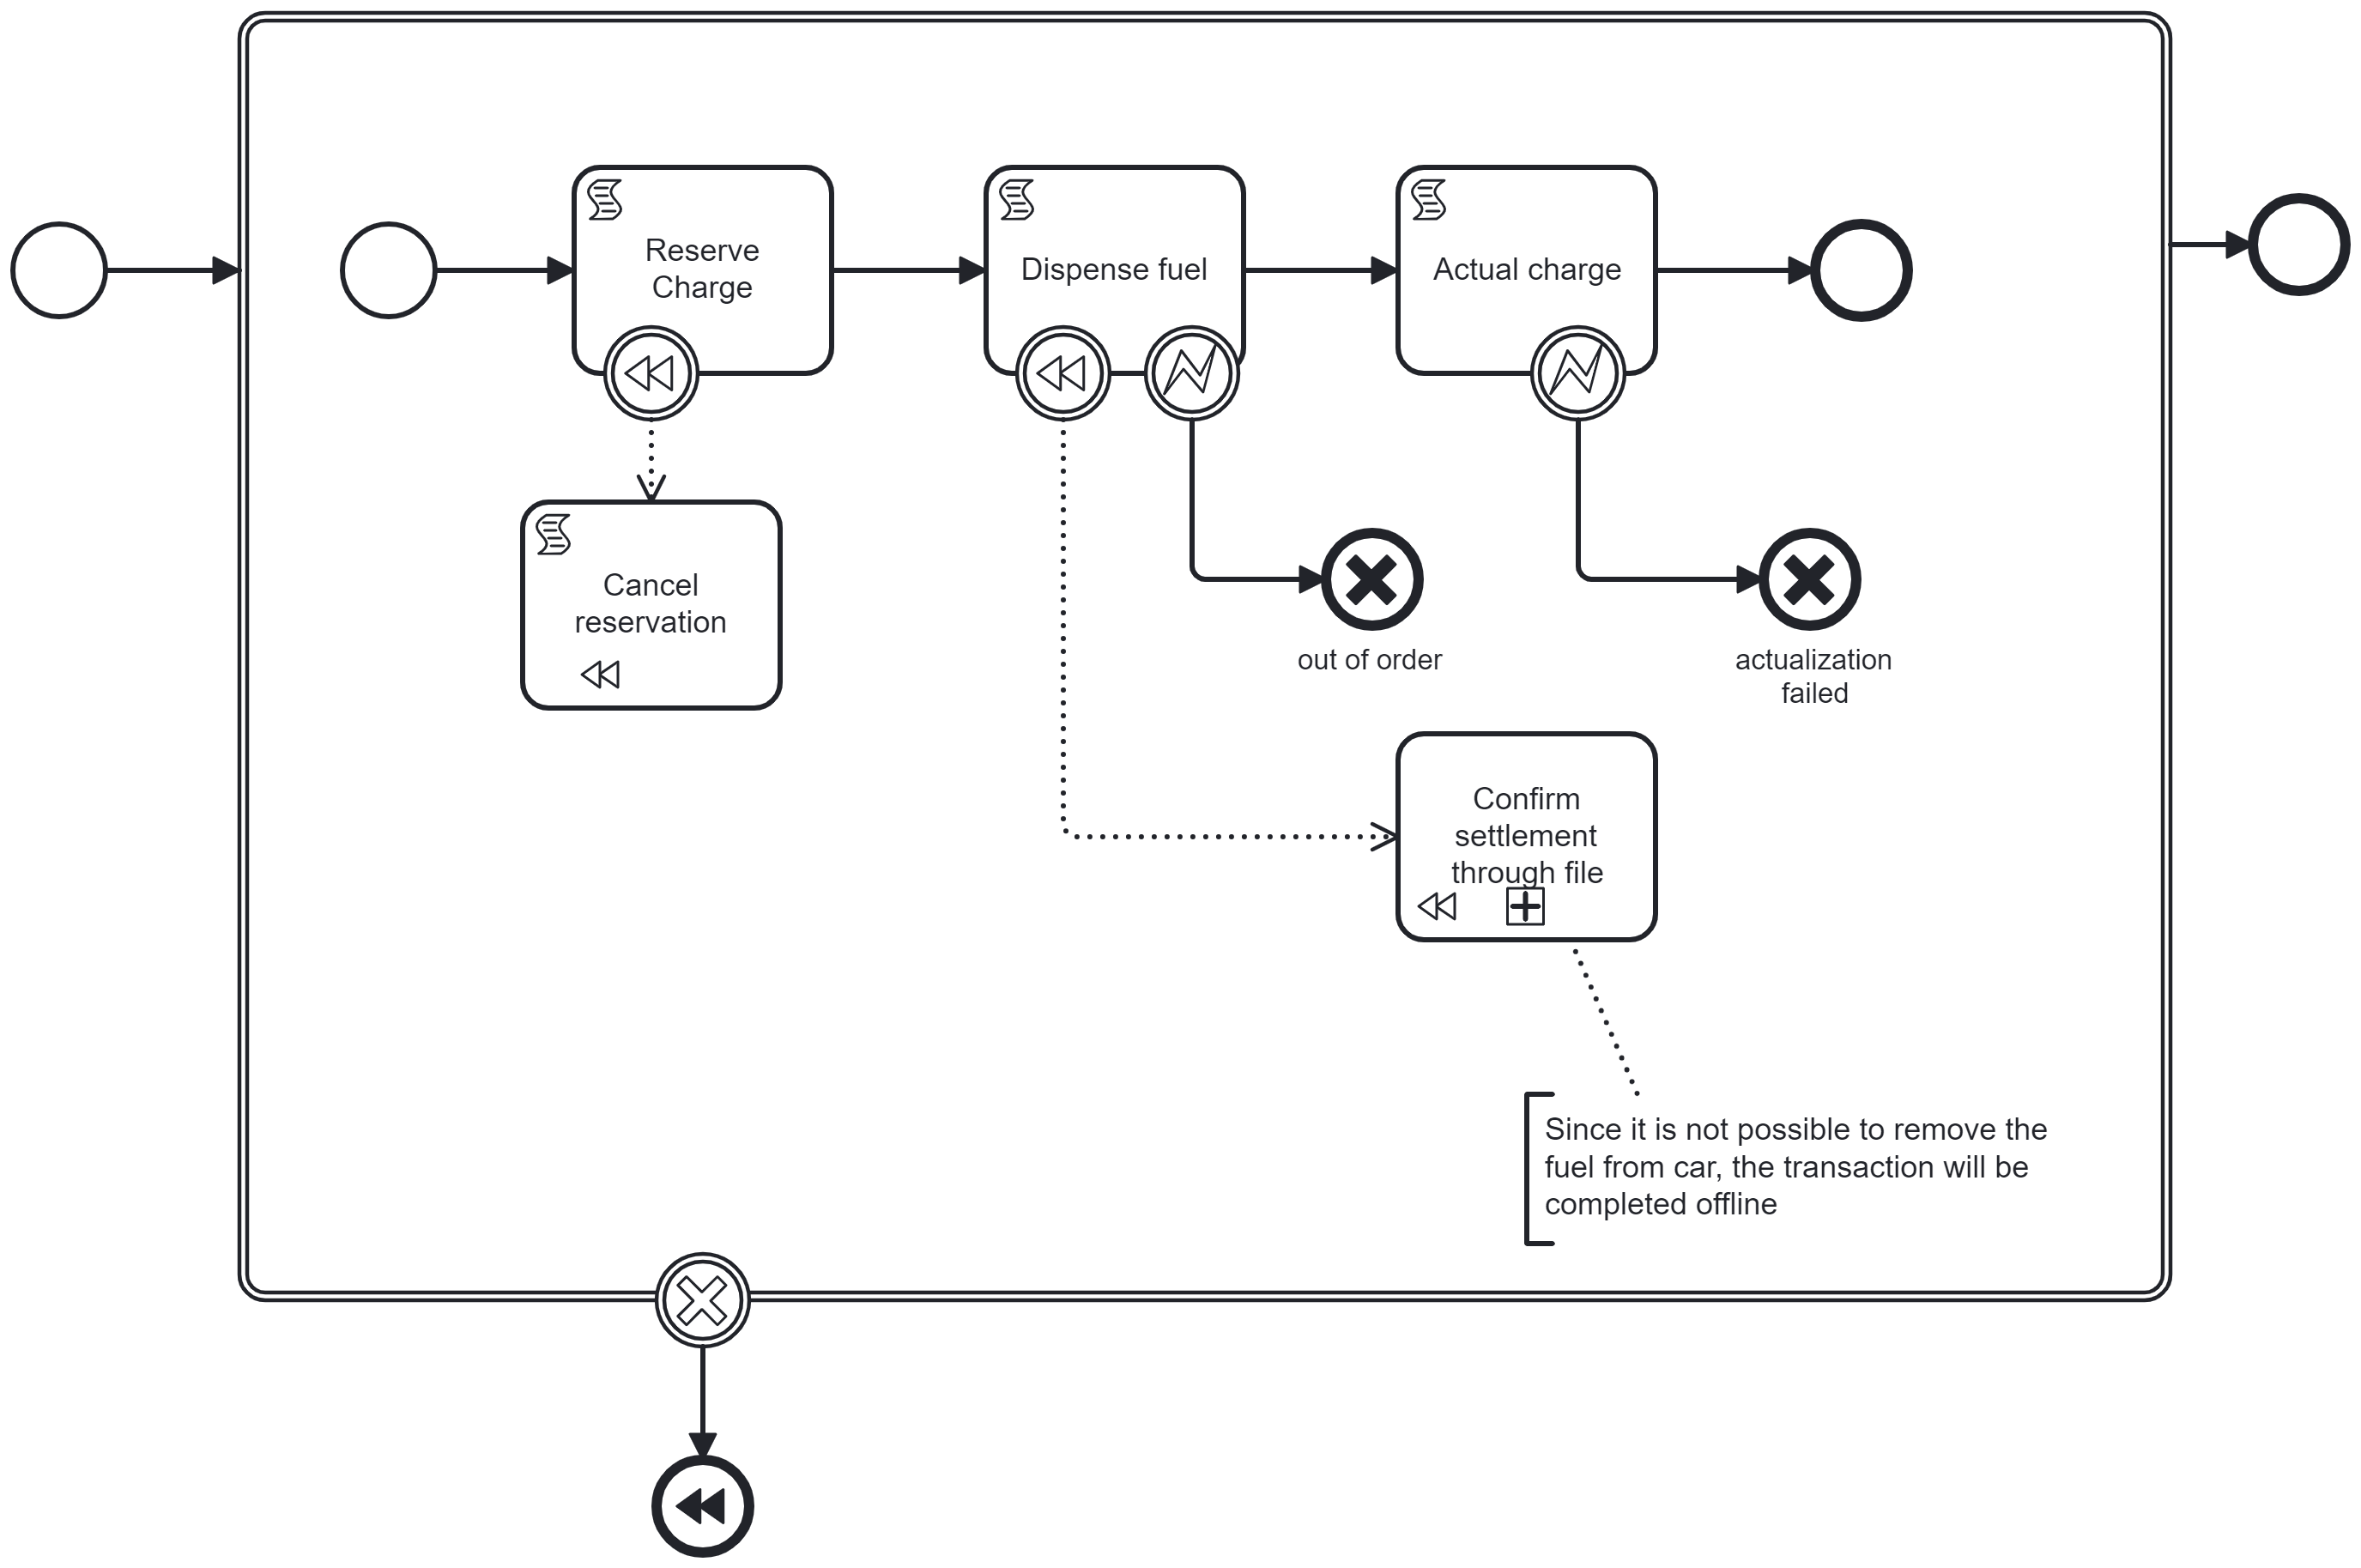 Reserve
Charge
Dispense fuel
Actual charge
Cancel
reservation
out of order
actualization
failed
Confirm
settlement
through file
Since it is not possible to remove the
fuel from car, the transaction will be
completed offline